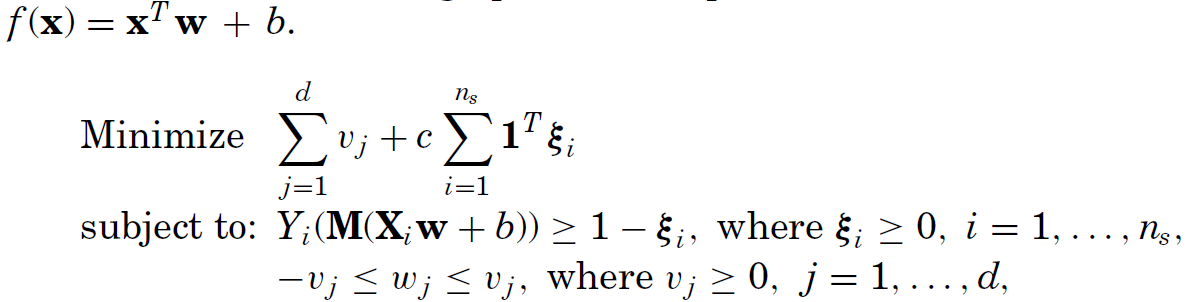 f(x) = x^T w + b.
Minimize ∑_{j=1}^{d} v_j + c ∑_{i=1}^{n_s} 1^T ξ_i
subject to: Y_i(M(X_i w + b)) ≥ 1 − ξ_i, where ξ_i ≥ 0, i = 1, . . . , n_s,
−v_j ≤ w_j ≤ v_j, where v_j ≥ 0, j = 1, . . . , d,